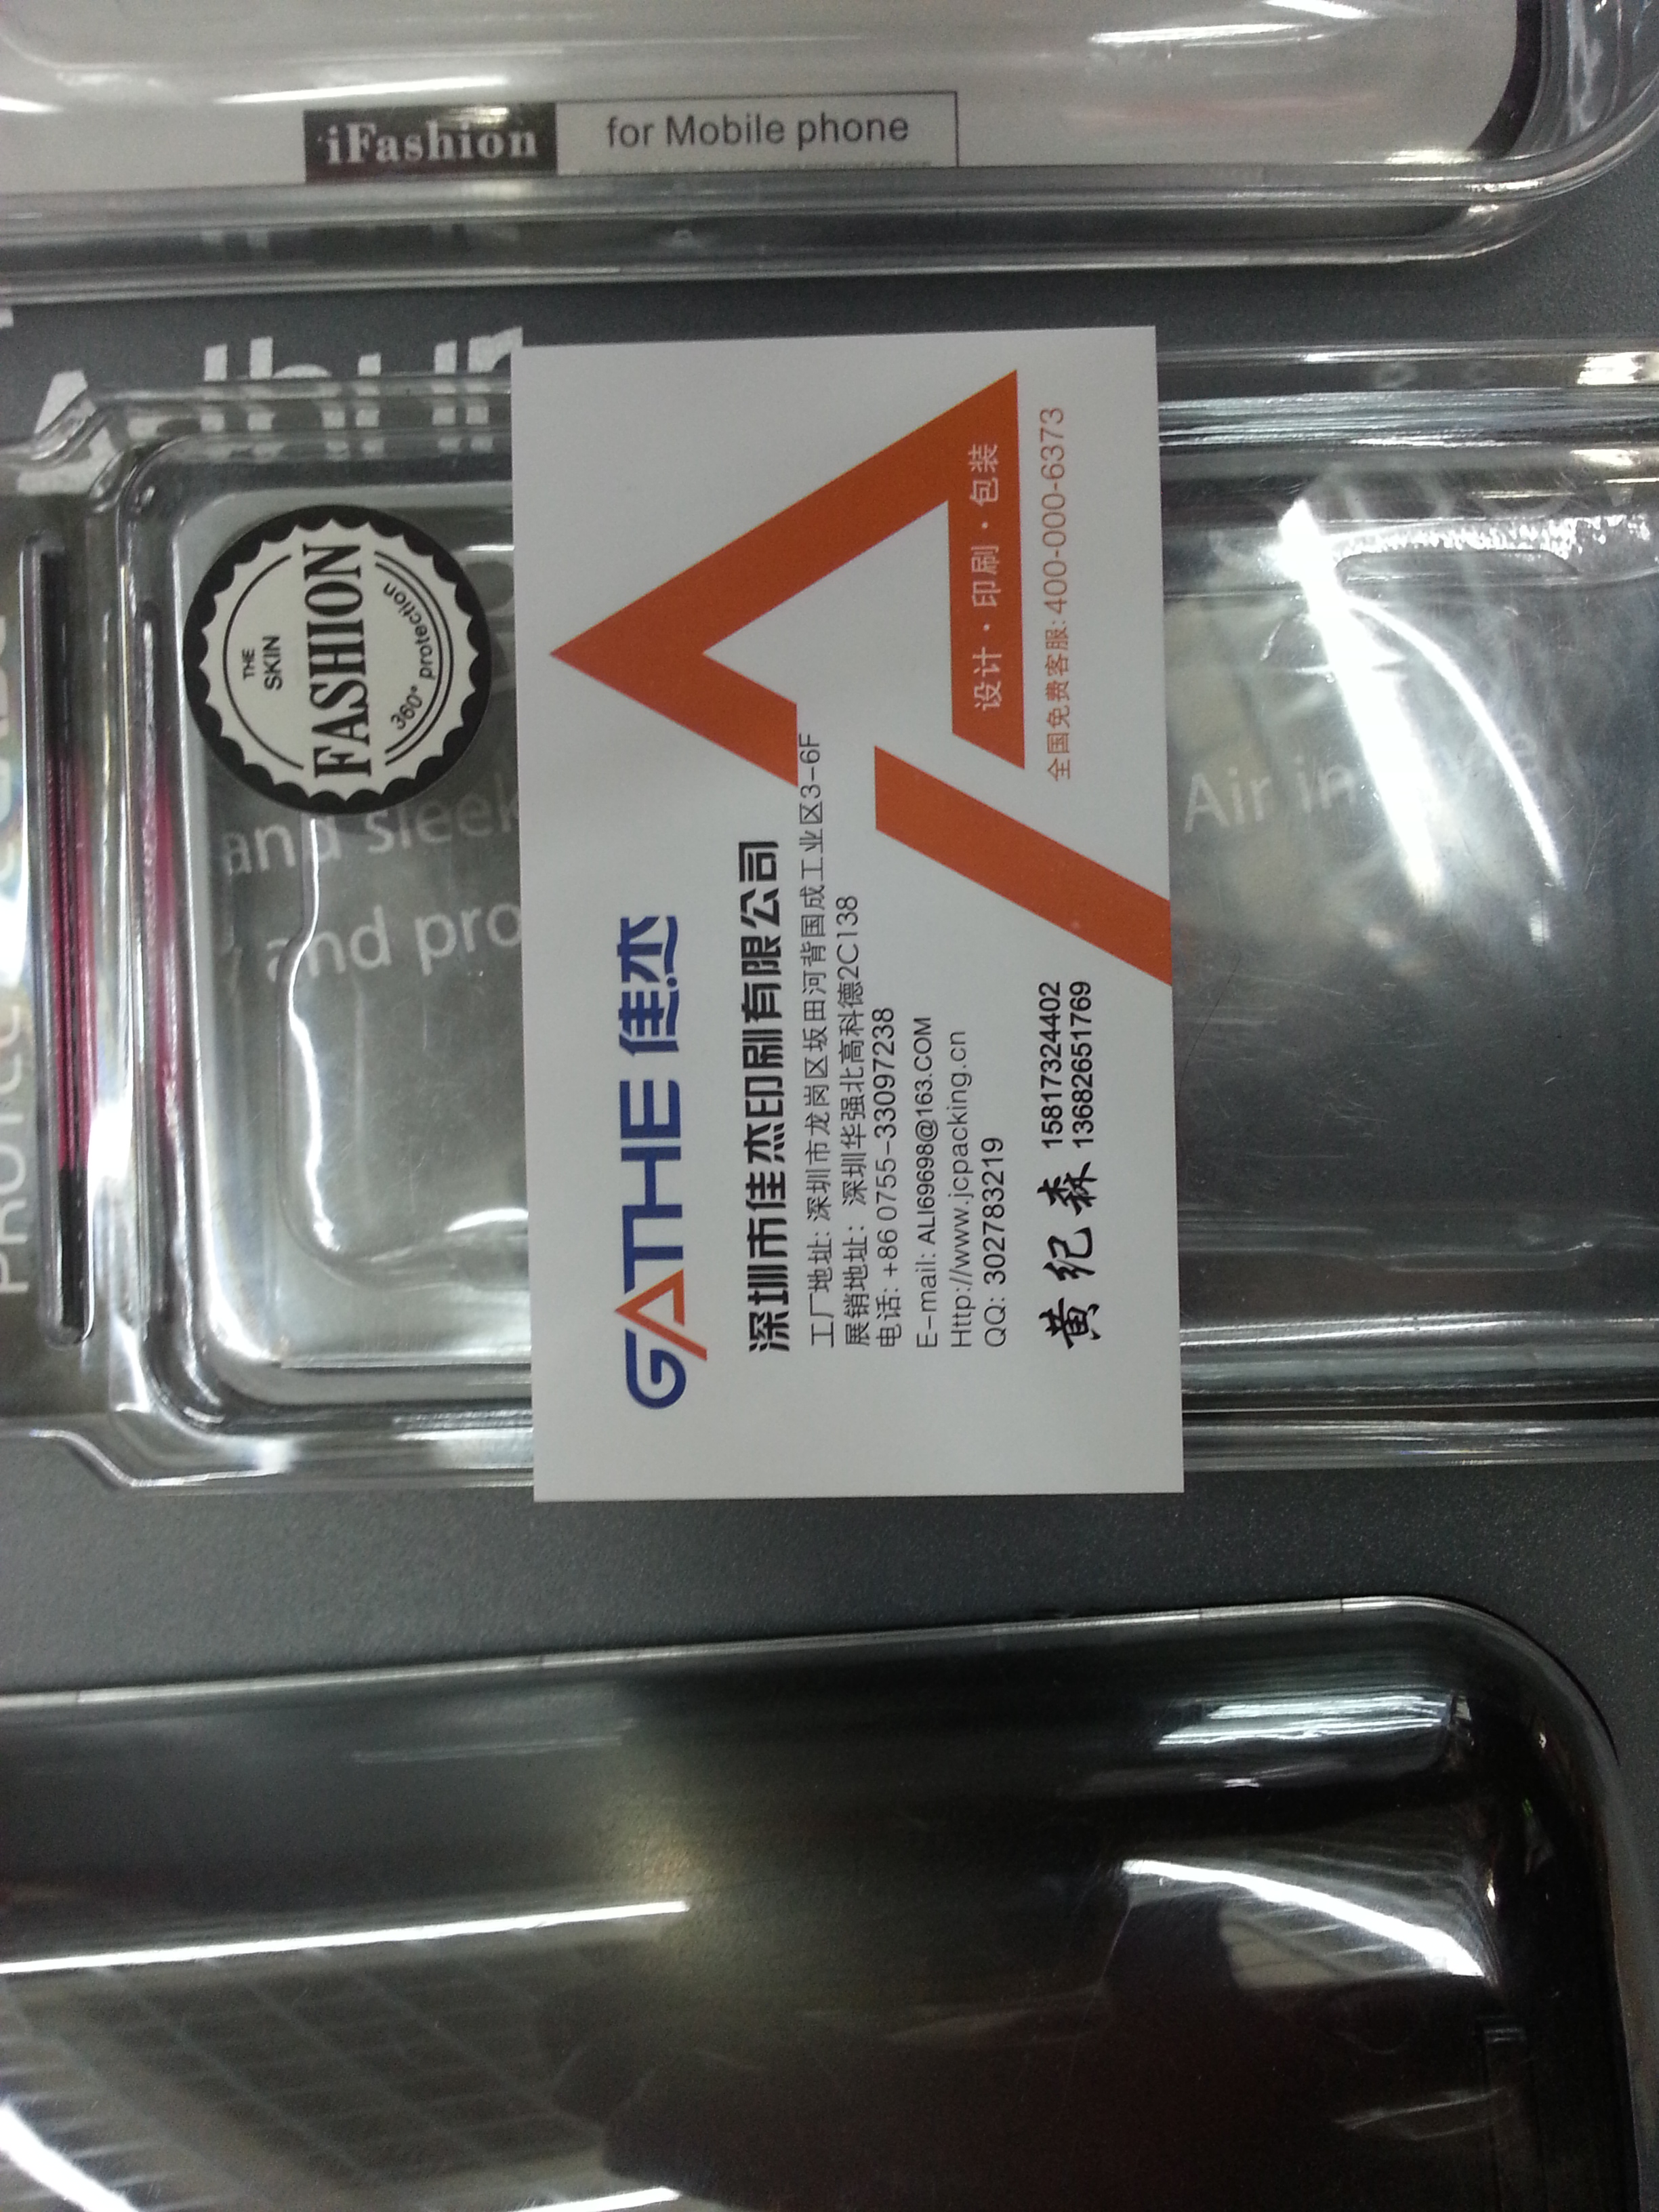 iFashion
for Mobile phone
THE
SKIN
FASHION
360° protection
and sleek
and pro
Air in
GATHE 佳杰
深圳市佳杰印刷有限公司
工厂地址: 深圳市龙岗区坂田河背国成工业区3-6F
展销地址: 深圳华强北高科德2C138
电话: +86 0755-33097238
E-mail: ALI69698@163.COM
Http://www.jcpacking.cn
QQ: 302783219
黄纪森 15817324402
13682651769
设计·印刷·包装
全国免费客服: 400-000-6373